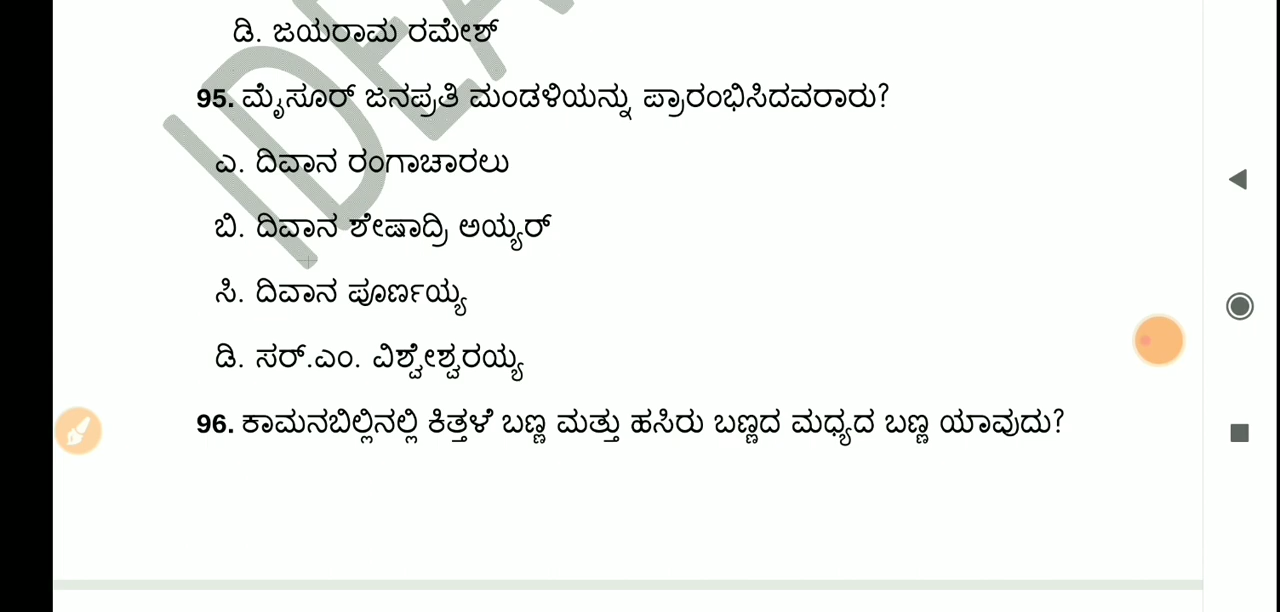 ಡಿ. ಜಯರಾಮ ರಮೇಶ್
95. ಮೈಸೂರ್ ಜನಪ್ರತಿ ಮಂಡಳಿಯನ್ನು ಪ್ರಾರಂಭಿಸಿದವರಾರು?
ಎ. ದಿವಾನ ರಂಗಾಚಾರಲು
ಬಿ. ದಿವಾನ ಶೇಷಾದ್ರಿ ಅಯ್ಯರ್
ಸಿ. ದಿವಾನ ಪೂರ್ಣಯ್ಯ
ಡಿ. ಸರ್.ಎಂ. ವಿಶ್ವೇಶ್ವರಯ್ಯ
96. ಕಾಮನಬಿಲ್ಲಿನಲ್ಲಿ ಕಿತ್ತಳೆ ಬಣ್ಣ ಮತ್ತು ಹಸಿರು ಬಣ್ಣದ ಮಧ್ಯದ ಬಣ್ಣ ಯಾವುದು?